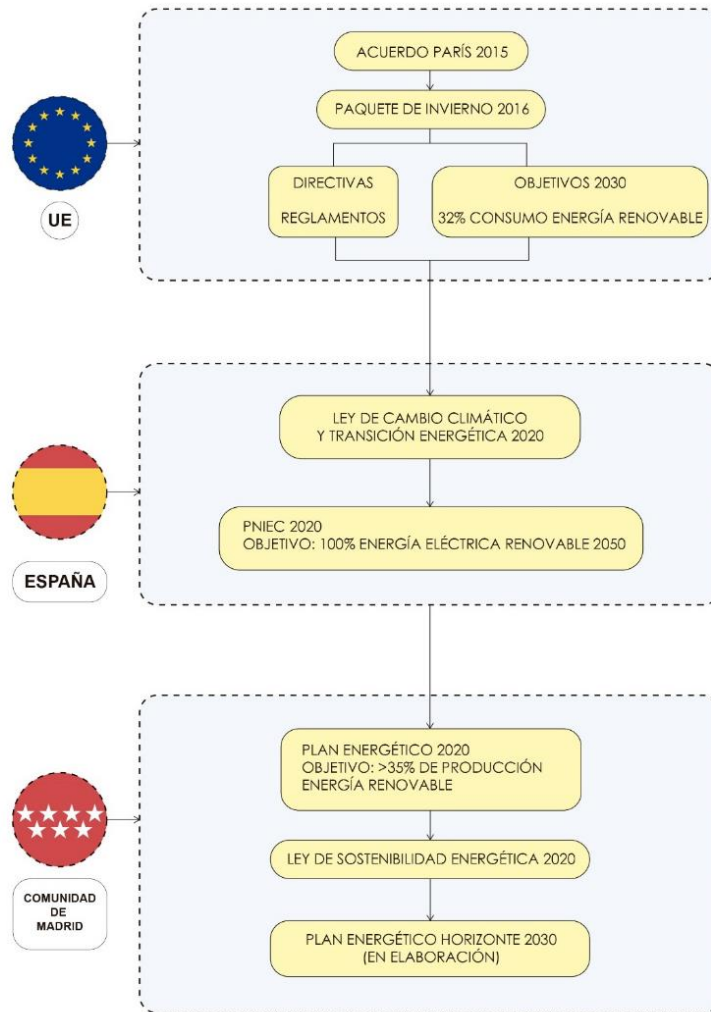 ACUERDO PARÍS 2015
PAQUETE DE INVIERNO 2016
DIRECTIVAS
REGLAMENTOS
OBJETIVOS 2030
32% CONSUMO ENERGÍA RENOVABLE
UE
LEY DE CAMBIO CLIMÁTICO
Y TRANSICIÓN ENERGÉTICA 2020
PNIEC 2020
OBJETIVO: 100% ENERGÍA ELÉCTRICA RENOVABLE 2050
ESPAÑA
PLAN ENERGÉTICO 2020
OBJETIVO: >35% DE PRODUCCIÓN
ENERGÍA RENOVABLE
LEY DE SOSTENIBILIDAD ENERGÉTICA 2020
PLAN ENERGÉTICO HORIZONTE 2030
(EN ELABORACIÓN)
COMUNIDAD
DE
MADRID